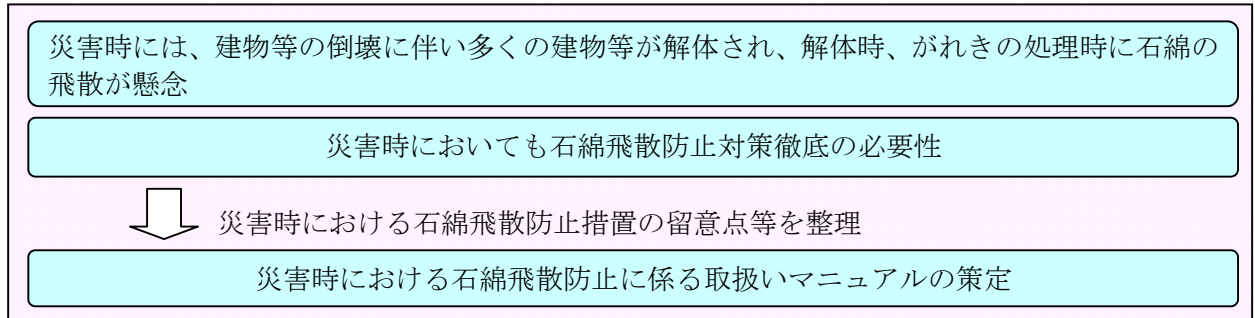 災害時には、建物等の倒壊に伴い多くの建物等が解体され、解体時、がれきの処理時に石綿の
飛散が懸念
災害時においても石綿飛散防止対策徹底の必要性
災害時における石綿飛散防止措置の留意点等を整理
災害時における石綿飛散防止に係る取扱いマニュアルの策定